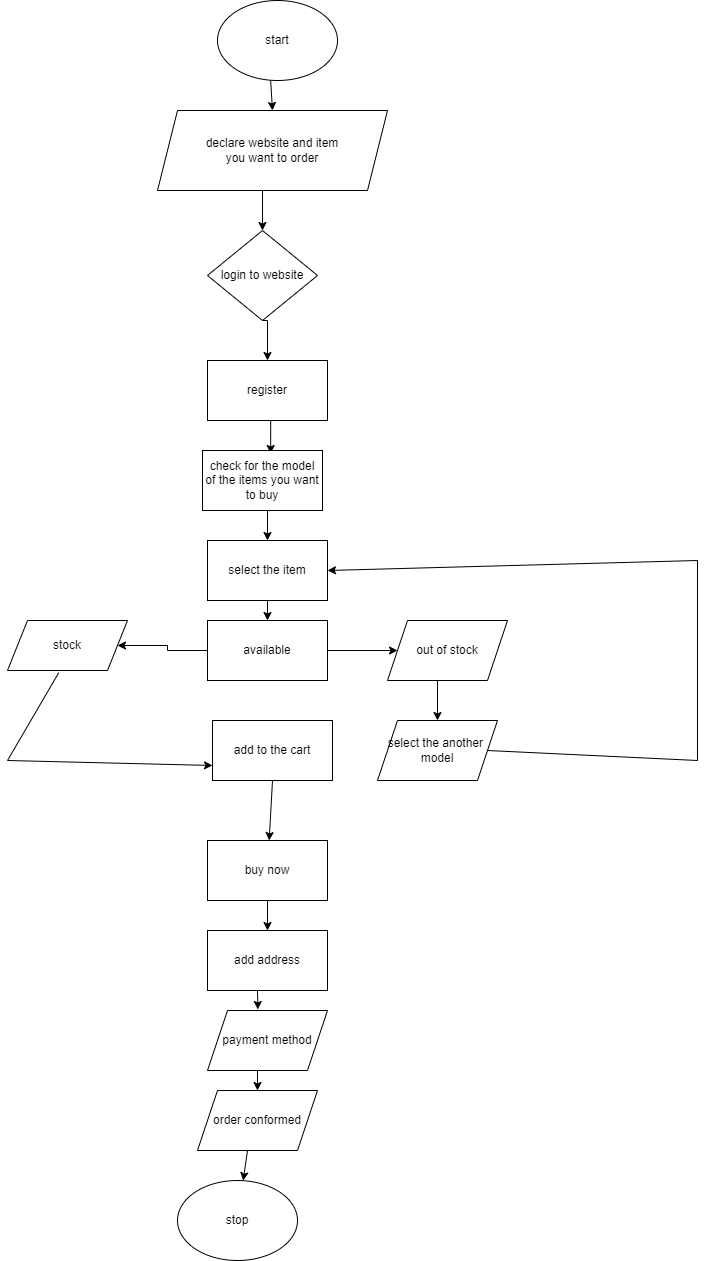 start
declare website and item
you want to order
login to website
register
check for the model
of the items you want
to buy
select the item
stock
available
out of stock
add to the cart
select the another
model
buy now
add address
payment method
order conformed
stop